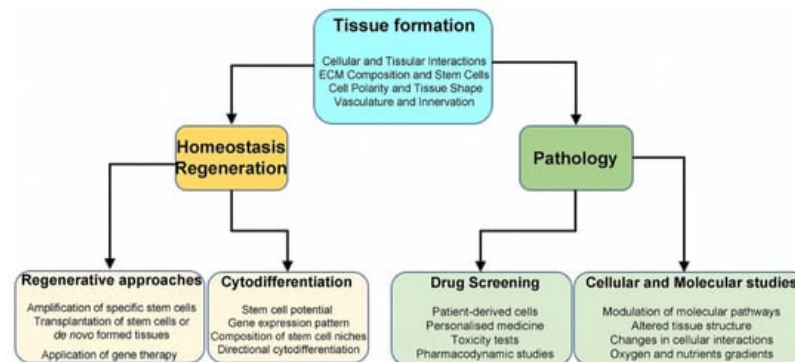 Tissue formation
Cellular and Tissular Interactions
ECM Composition and Stem Cells
Cell Polarity and Tissue Shape
Vasculature and Innervation
Homeostasis
Regeneration
Pathology
Regenerative approaches
Amplification of specific stem cells
Transplantation of stem cells or
de novo formed tissues
Application of gene therapy
Cytodifferentiation
Stem cell potential
Gene expression pattern
Composition of stem cell niches
Directional cytodifferentiation
Drug Screening
Patient-derived cells
Personalised medicine
Toxicity tests
Pharmacodynamic studies
Cellular and Molecular studies
Modulation of molecular pathways
Altered tissue structure
Changes in cellular interactions
Oxygen and nutrients gradients